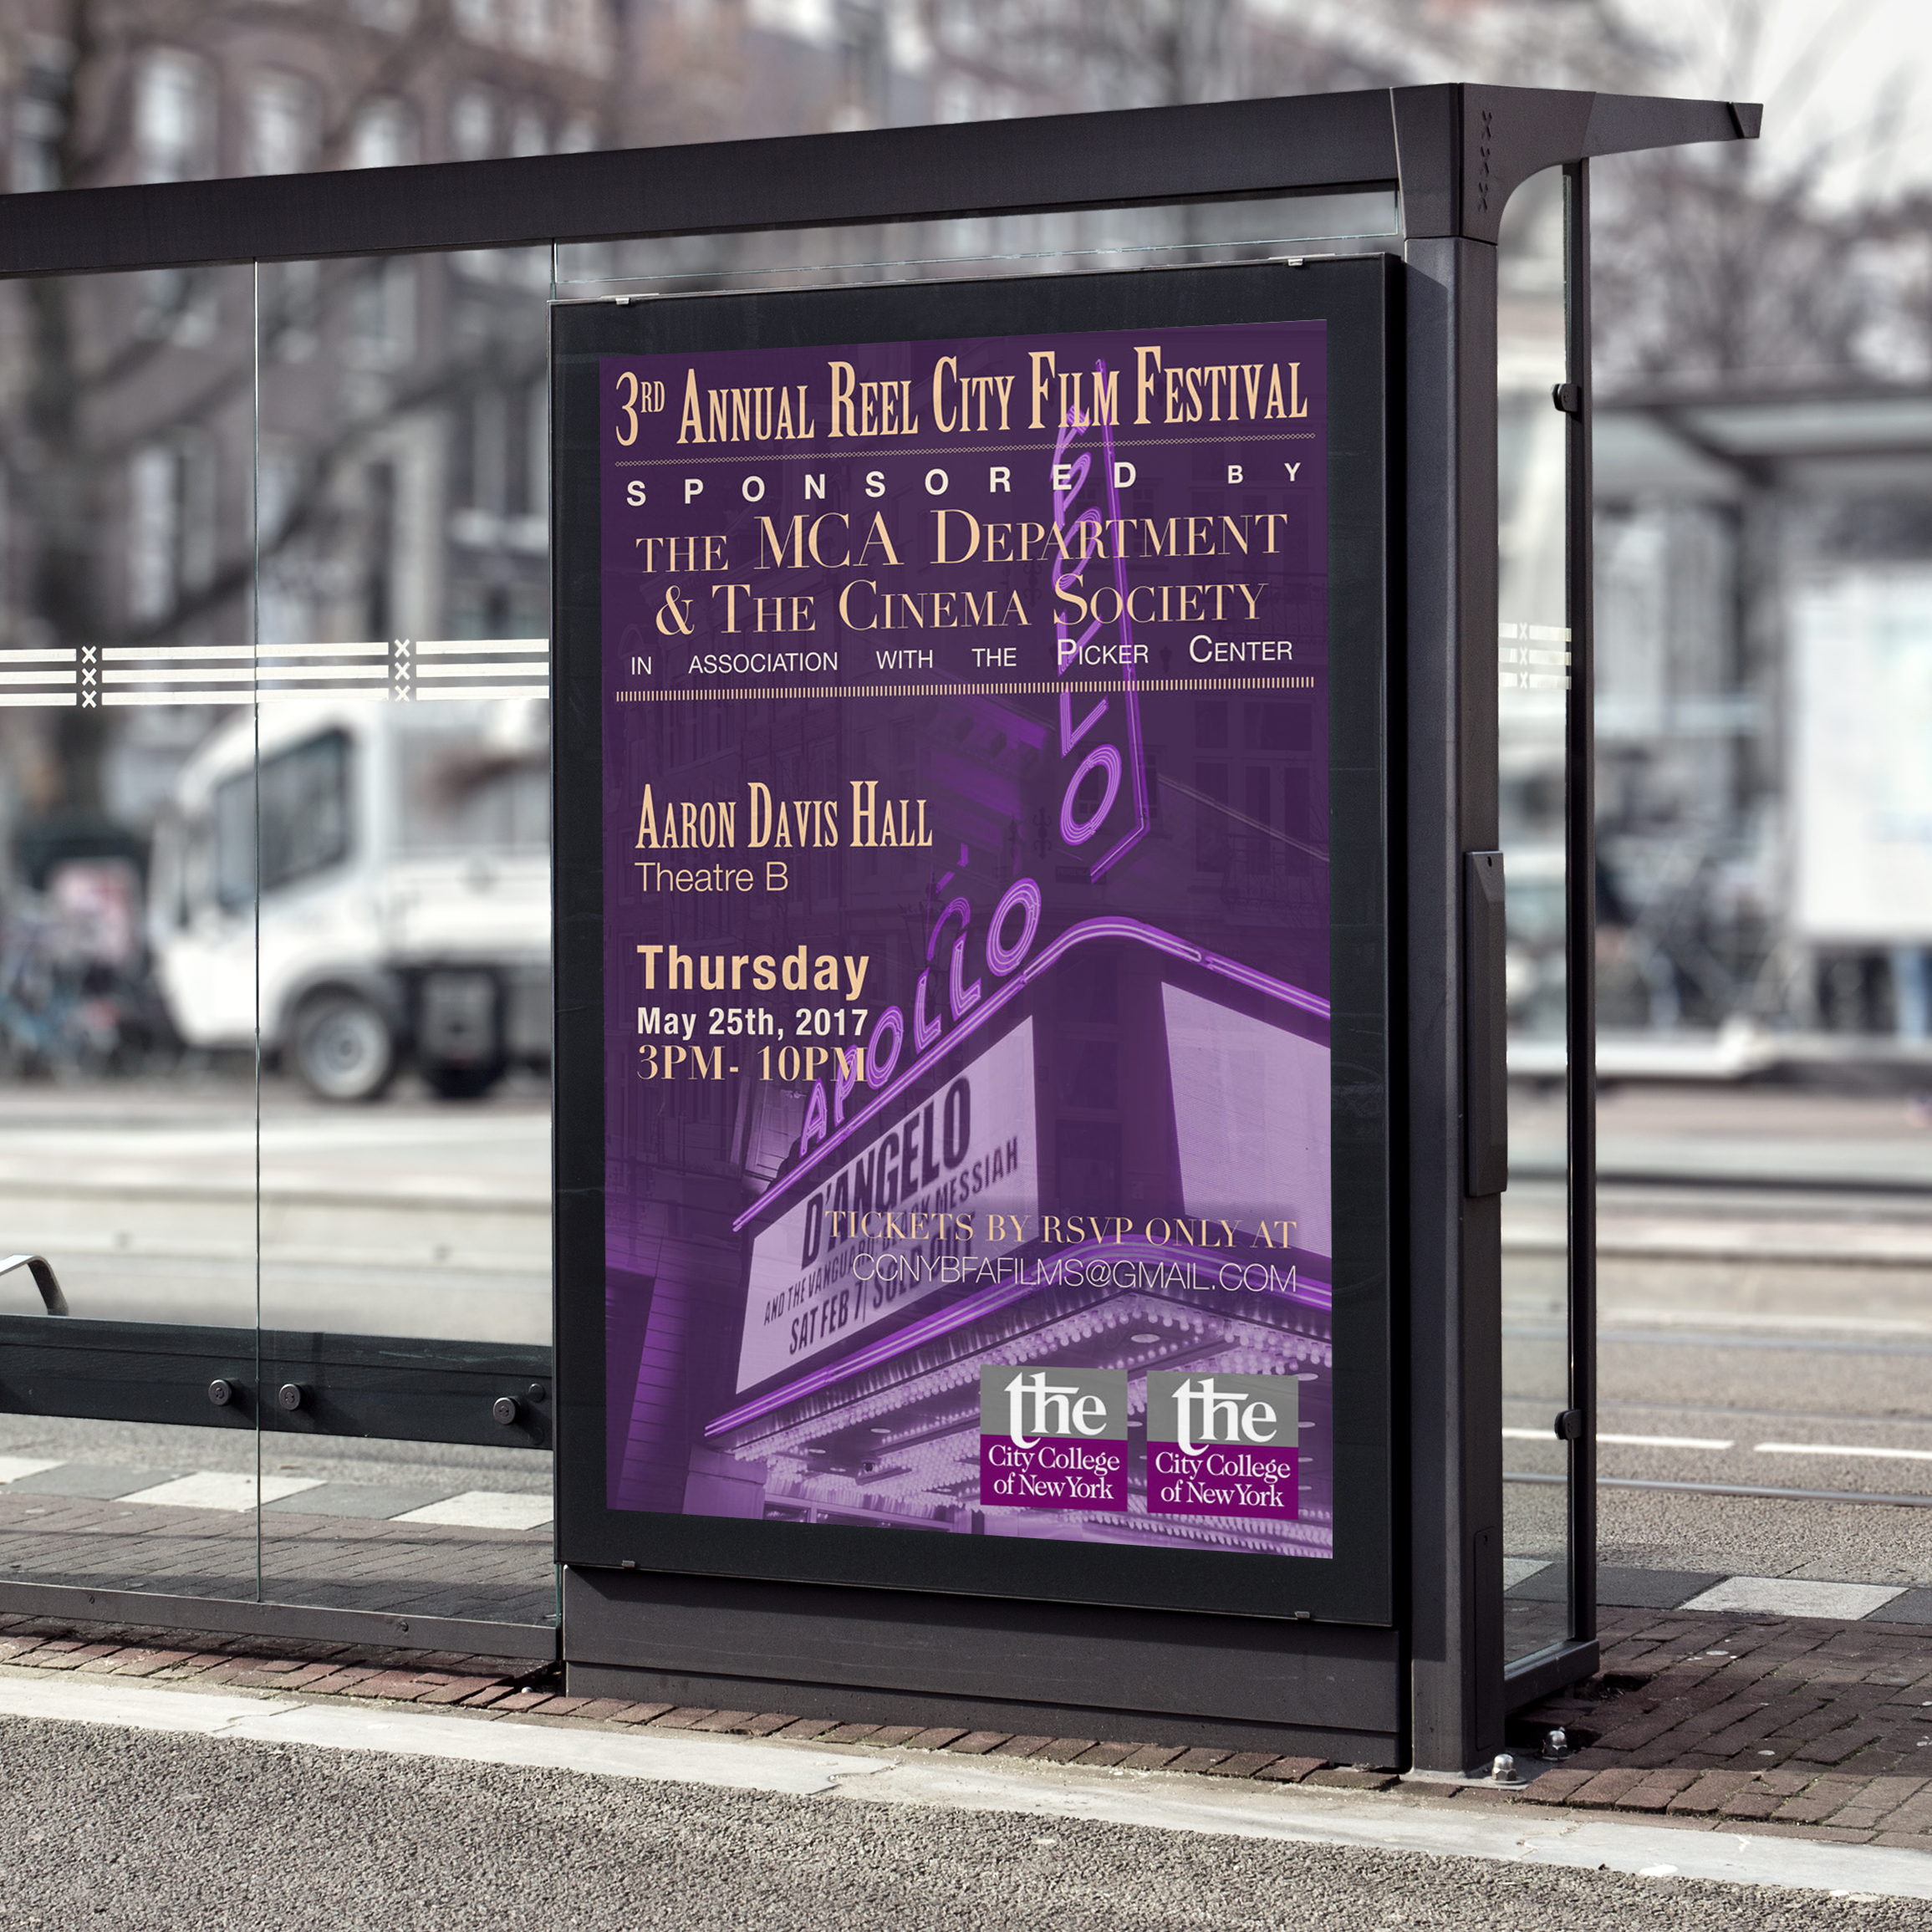 3RD ANNUAL REEL CITY FILM FESTIVAL
SPONSORED BY
THE MCA DEPARTMENT
& THE CINEMA SOCIETY
IN ASSOCIATION WITH THE PICKER CENTER
APOLLO
AARON DAVIS HALL
Theatre B
APOLLO
Thursday
May 25th, 2017
3PM- 10PM
D'ANGELO
AND THE VANGUARD MESSIAH
SAT FEB 7 SOLD OUT
TICKETS BY RSVP ONLY AT
CCNYBFAFILMS@GMAIL.COM
the
City College
of New York
the
City College
of New York